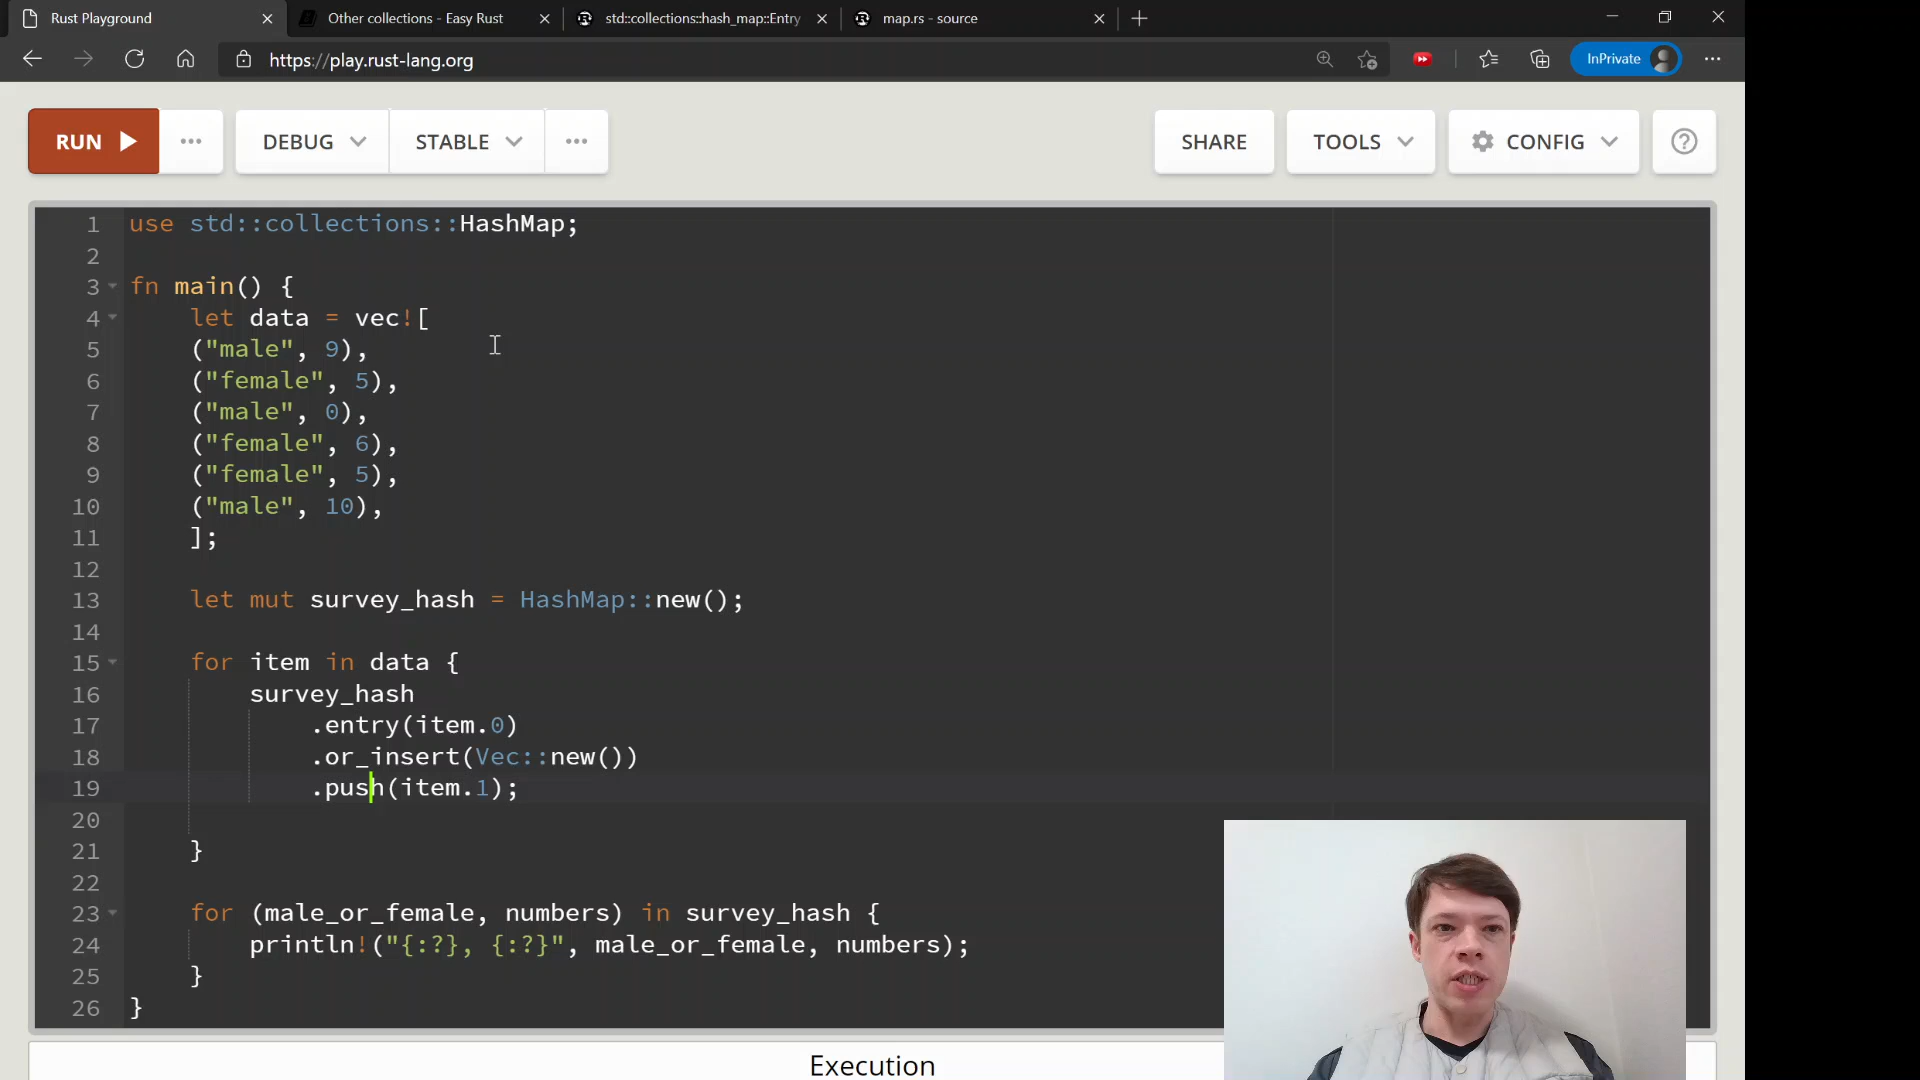 Rust Playground
Other collections - Easy Rust
std::collections::hash_map::Entry
map.rs - source
https://play.rust-lang.org
InPrivate
RUN
DEBUG
STABLE
SHARE
TOOLS
CONFIG
1 use std::collections::HashMap;
2
3 fn main() {
4 let data = vec![
5 ("male", 9),
6 ("female", 5),
7 ("male", 0),
8 ("female", 6),
9 ("female", 5),
10 ("male", 10),
11 ];
12
13 let mut survey_hash = HashMap::new();
14
15 for item in data {
16 survey_hash
17 .entry(item.0)
18 .or_insert(Vec::new())
19 .push(item.1);
20
21 }
22
23 for (male_or_female, numbers) in survey_hash {
24 println!("{:?}, {:?}", male_or_female, numbers);
25 }
26 }
Execution